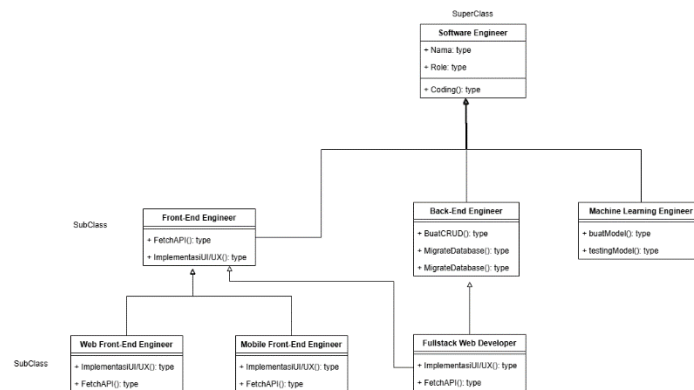 SuperClass
Software Engineer
+ Nama: type
+ Role: type
+ Coding(): type
SubClass
Front-End Engineer
+ FetchAPI(): type
+ ImplementasiUI/UX(): type
Back-End Engineer
+ BuatCRUD(): type
+ MigrateDatabase(): type
+ MigrateDatabase(): type
Machine Learning Engineer
+ buatModel(): type
+ testingModel(): type
SubClass
Web Front-End Engineer
+ ImplementasiUI/UX(): type
+ FetchAPI(): type
Mobile Front-End Engineer
+ ImplementasiUI/UX(): type
+ FetchAPI(): type
Fullstack Web Developer
+ ImplementasiUI/UX(): type
+ FetchAPI(): type